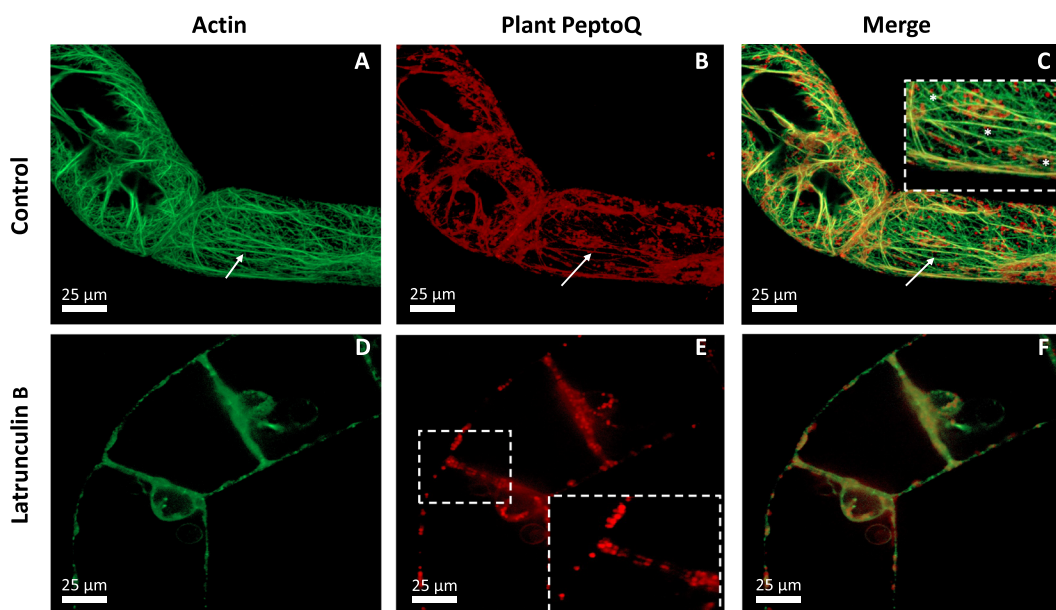 Actin Plant PeptoQ Merge
Control
A B C
* * *
25 μm 25 μm 25 μm
Latrunculin B
D E F
25 μm 25 μm 25 μm